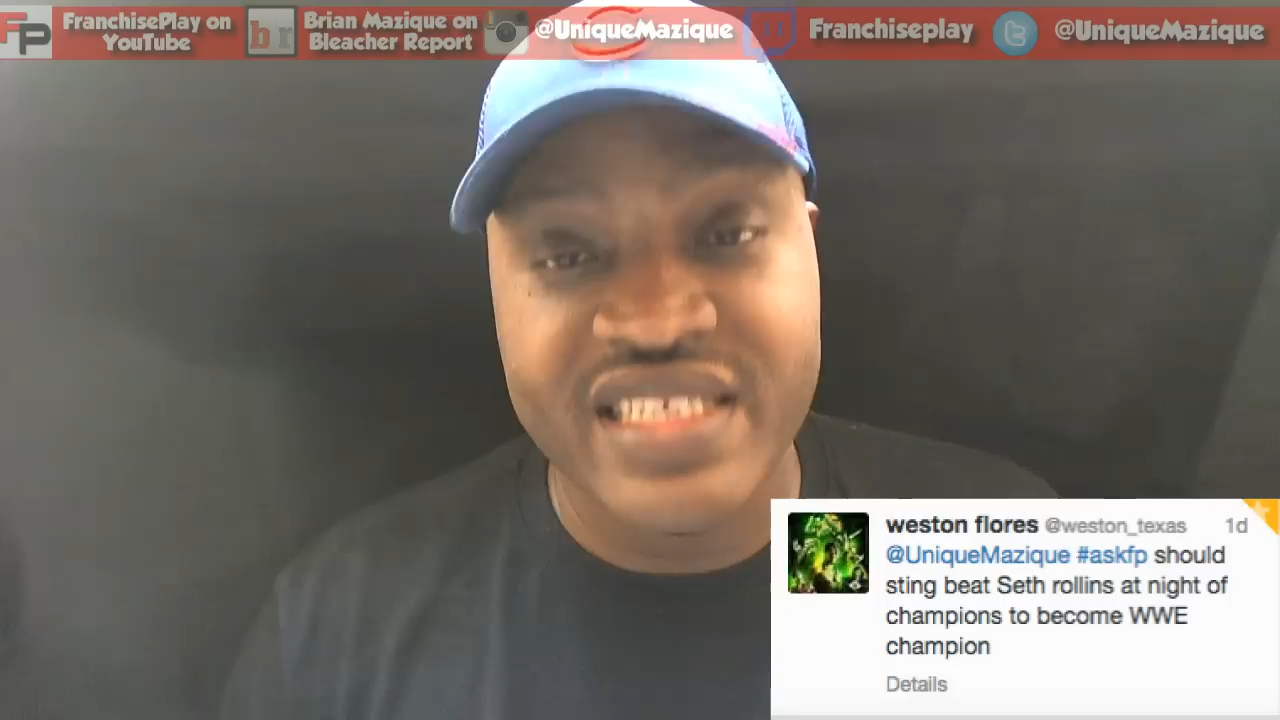 FP
FranchisePlay on
YouTube
br
Brian Mazique on
Bleacher Report
@UniqueMazique
Franchiseplay
@UniqueMazique
weston flores @weston_texas 1d
@UniqueMazique #askfp should
sting beat Seth rollins at night of
champions to become WWE
champion
Details